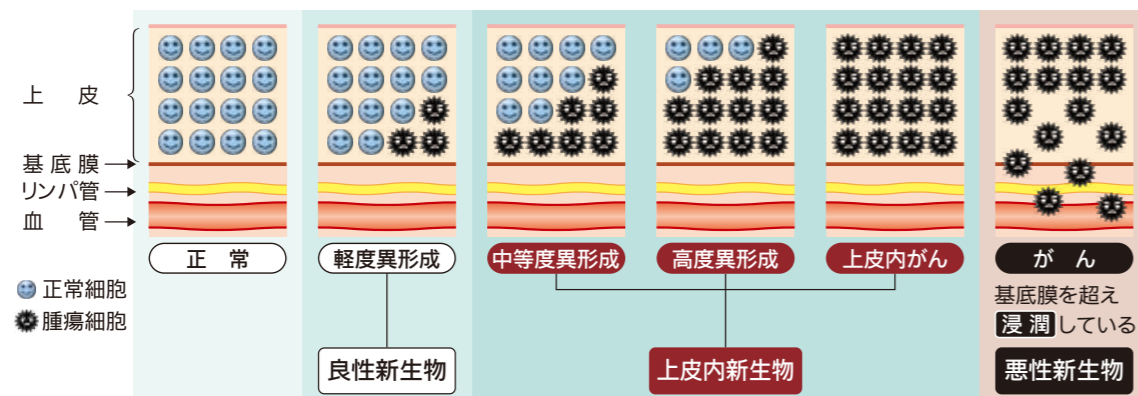 上皮
基底膜
リンパ管
血管
正常
軽度異形成
中等度異形成
高度異形成
上皮内がん
がん
正常細胞
腫瘍細胞
基底膜を超え
浸潤している
良性新生物
上皮内新生物
悪性新生物